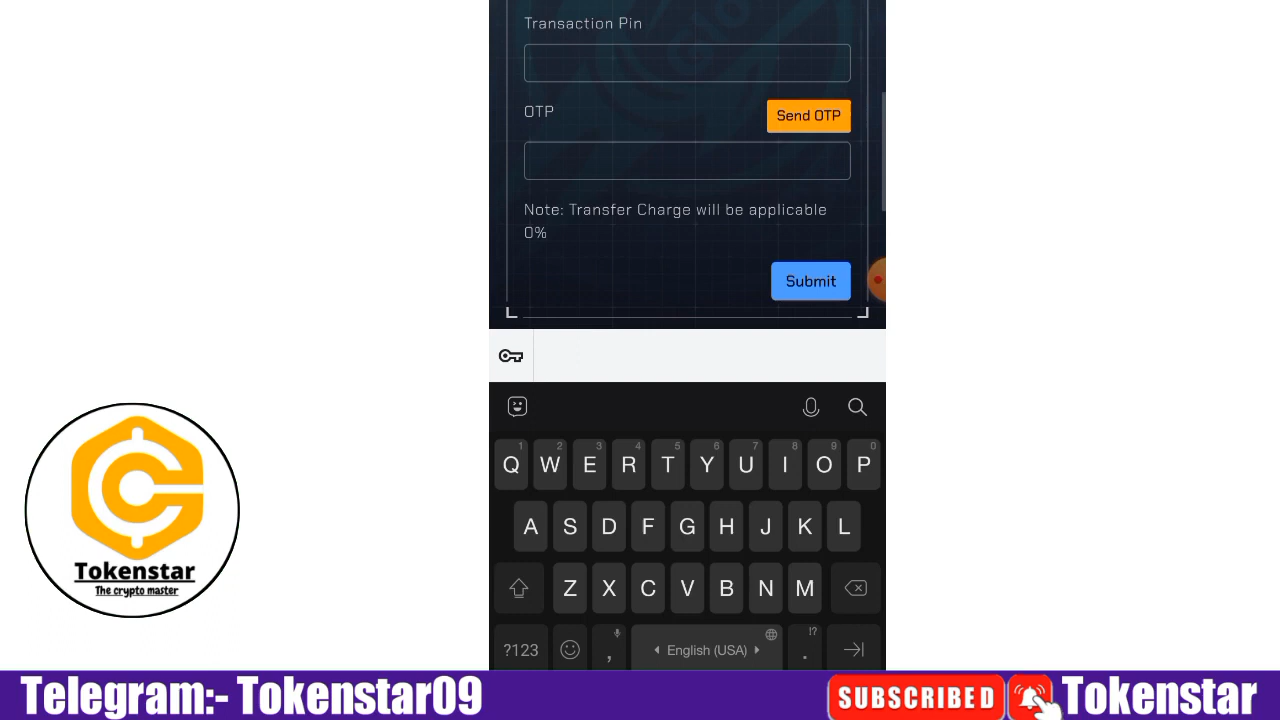 Transaction Pin
OTP
Send OTP
Note: Transfer Charge will be applicable
0%
Submit
1 2 3 4 5 6 7 8 9 0
Q W E R T Y U I O P
A S D F G H J K L
Z X C V B N M
!?
?123 , English (USA) .
Tokenstar
The crypto master
Telegram:- Tokenstar09
SUBSCRIBED
Tokenstar